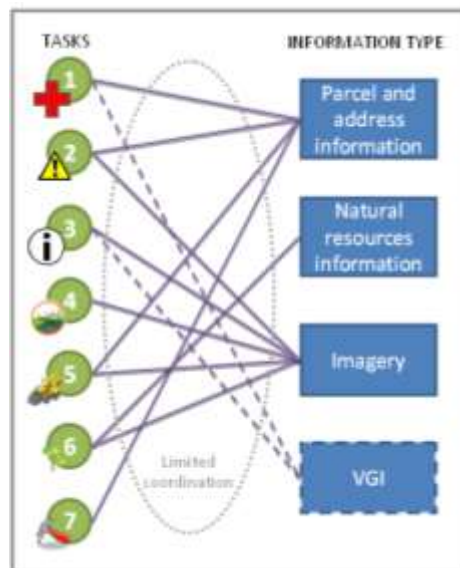 TASKS
INFORMATION TYPE
1
2
3
i
4
5
6
7
Parcel and
address
information
Natural
resources
information
Imagery
VGI
Limited
coordination